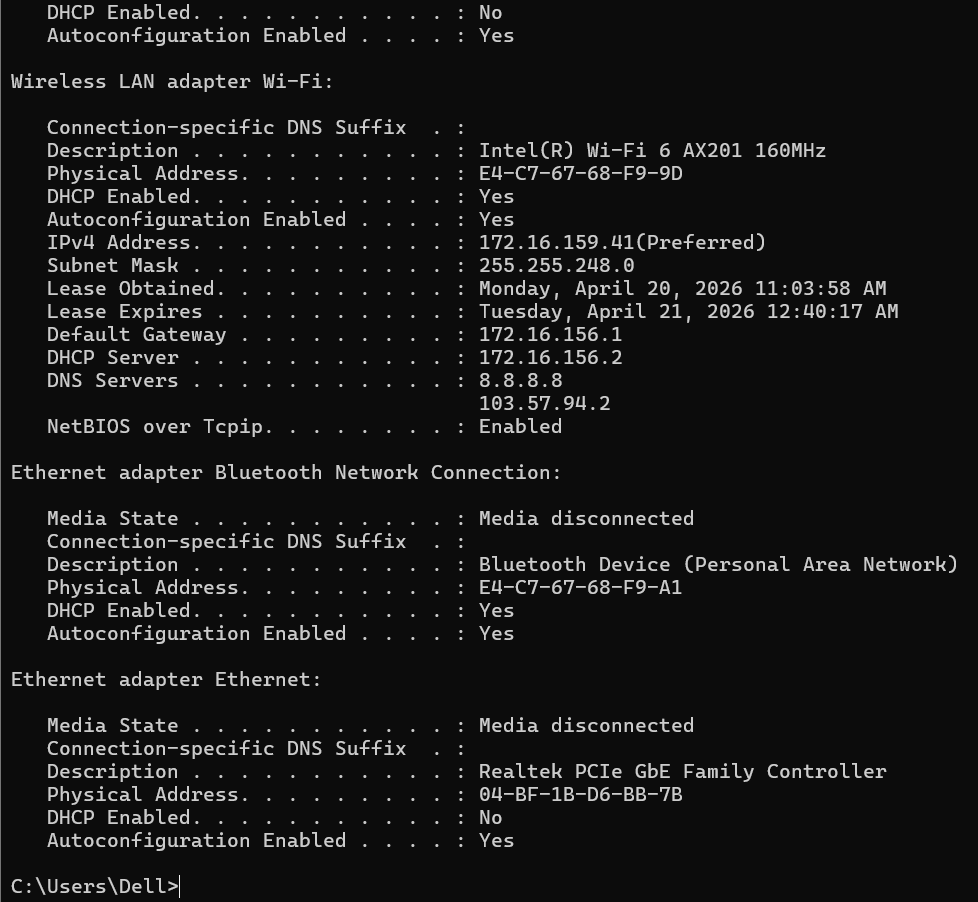 DHCP Enabled. . . . . . . . . . . : No
Autoconfiguration Enabled . . . . : Yes
Wireless LAN adapter Wi-Fi:
Connection-specific DNS Suffix  . :
Description . . . . . . . . . . . : Intel(R) Wi-Fi 6 AX201 160MHz
Physical Address. . . . . . . . . : E4-C7-67-68-F9-9D
DHCP Enabled. . . . . . . . . . . : Yes
Autoconfiguration Enabled . . . . : Yes
IPv4 Address. . . . . . . . . . . : 172.16.159.41(Preferred)
Subnet Mask . . . . . . . . . . . : 255.255.248.0
Lease Obtained. . . . . . . . . . : Monday, April 20, 2026 11:03:58 AM
Lease Expires . . . . . . . . . . : Tuesday, April 21, 2026 12:40:17 AM
Default Gateway . . . . . . . . . : 172.16.156.1
DHCP Server . . . . . . . . . . . : 172.16.156.2
DNS Servers . . . . . . . . . . . : 8.8.8.8
103.57.94.2
NetBIOS over Tcpip. . . . . . . . : Enabled
Ethernet adapter Bluetooth Network Connection:
Media State . . . . . . . . . . . : Media disconnected
Connection-specific DNS Suffix  . :
Description . . . . . . . . . . . : Bluetooth Device (Personal Area Network)
Physical Address. . . . . . . . . : E4-C7-67-68-F9-A1
DHCP Enabled. . . . . . . . . . . : Yes
Autoconfiguration Enabled . . . . : Yes
Ethernet adapter Ethernet:
Media State . . . . . . . . . . . : Media disconnected
Connection-specific DNS Suffix  . :
Description . . . . . . . . . . . : Realtek PCIe GbE Family Controller
Physical Address. . . . . . . . . : 04-BF-1B-D6-BB-7B
DHCP Enabled. . . . . . . . . . . : No
Autoconfiguration Enabled . . . . : Yes
C:\Users\Dell>